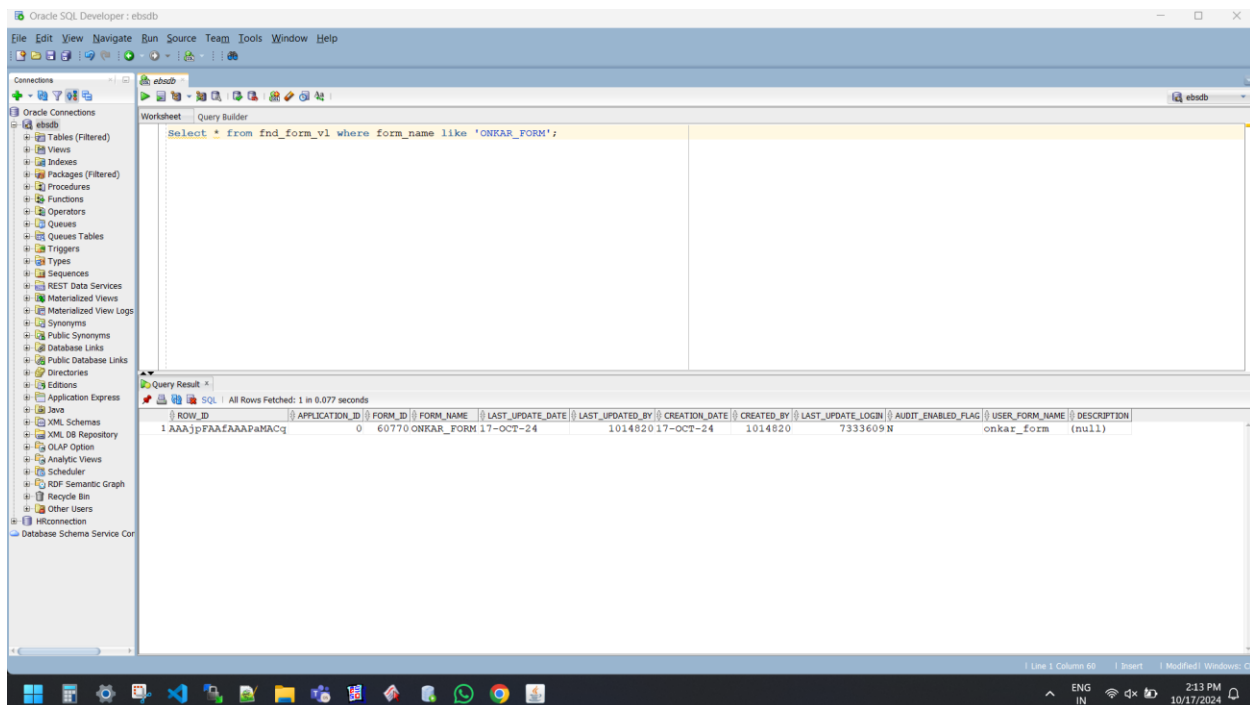 Oracle SQL Developer : ebsdb
File Edit View Navigate Run Source Team Tools Window Help
Connections
ebsdb
ebsdb
Oracle Connections
ebsdb
Tables (Filtered)
Views
Indexes
Packages (Filtered)
Procedures
Functions
Operators
Queues
Queues Tables
Triggers
Types
Sequences
REST Data Services
Materialized Views
Materialized View Logs
Synonyms
Public Synonyms
Database Links
Public Database Links
Directories
Editions
Application Express
Java
XML Schemas
XML DB Repository
OLAP Option
Analytic Views
Scheduler
RDF Semantic Graph
Recycle Bin
Other Users
HRconnection
Database Schema Service Cor
Worksheet Query Builder
Select * from fnd_form_vl where form_name like 'ONKAR_FORM';
Query Result
SQL | All Rows Fetched: 1 in 0.077 seconds
ROW_ID APPLICATION_ID FORM_ID FORM_NAME LAST_UPDATE_DATE LAST_UPDATED_BY CREATION_DATE CREATED_BY LAST_UPDATE_LOGIN AUDIT_ENABLED_FLAG USER_FORM_NAME DESCRIPTION
1 AAAjpFAAfAAAPaMACq 0 60770 ONKAR_FORM 17-OCT-24 1014820 17-OCT-24 1014820 7333609 N onkar_form (null)
Line 1 Column 60 | Insert | Modified | Windows: C
ENG
IN
2:13 PM
10/17/2024